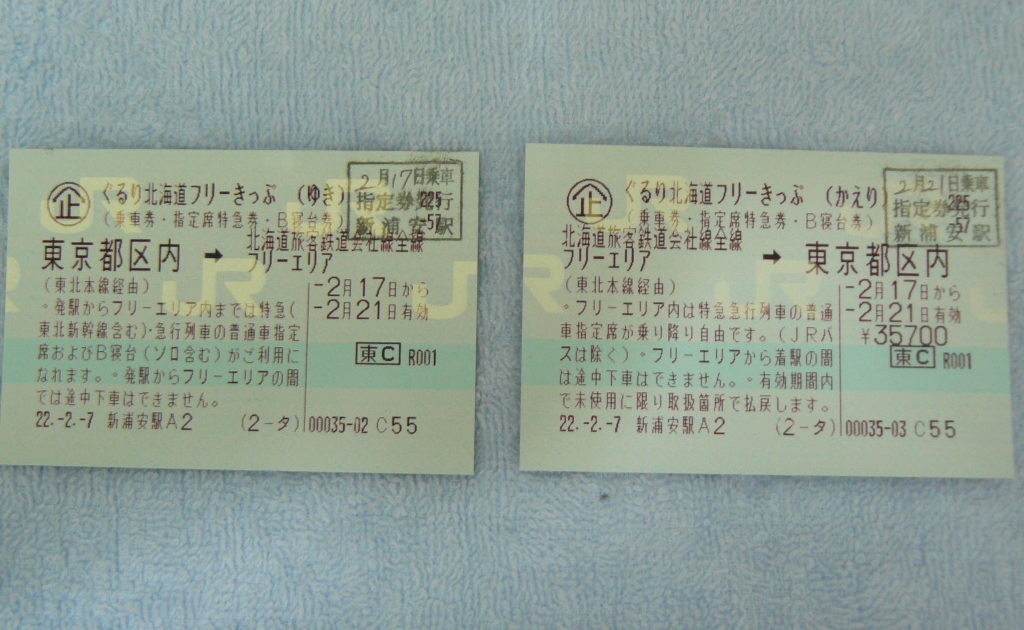 企
ぐるり北海道フリーきっぷ (ゆき)
(乗車券・指定席特急券・B寝台券)
2月17日乗車
指定券発行
225
-57
新浦安駅
東京都区内 → 北海道旅客鉄道会社線全線
フリーエリア
(東北本線経由)
-2月17日から
-2月21日有効
*発駅からフリーエリア内までは特急(
東北新幹線含む)・急行列車の普通車指定
席およびB寝台(ソロ含む)がご利用に
なれます。*発駅からフリーエリアの間
では途中下車はできません。
東C R001
22.-2.-7 新浦安駅A2 (2-タ) 00035-02 C55
企
ぐるり北海道フリーきっぷ (かえり)
(乗車券・指定席特急券・B寝台券)
2月21日乗車
指定券発行
225
-57
新浦安駅
北海道旅客鉄道会社線全線
フリーエリア → 東京都区内
(東北本線経由)
-2月17日から
-2月21日有効
¥35700
*フリーエリア内は特急急行列車の普通
車指定席が乗り降り自由です。(JRバ
スは除く)*フリーエリアから着駅の間
は途中下車はできません。*有効期間内
で未使用に限り取扱箇所で払戻します。
東C R001
22.-2.-7 新浦安駅A2 (2-タ) 00035-03 C55